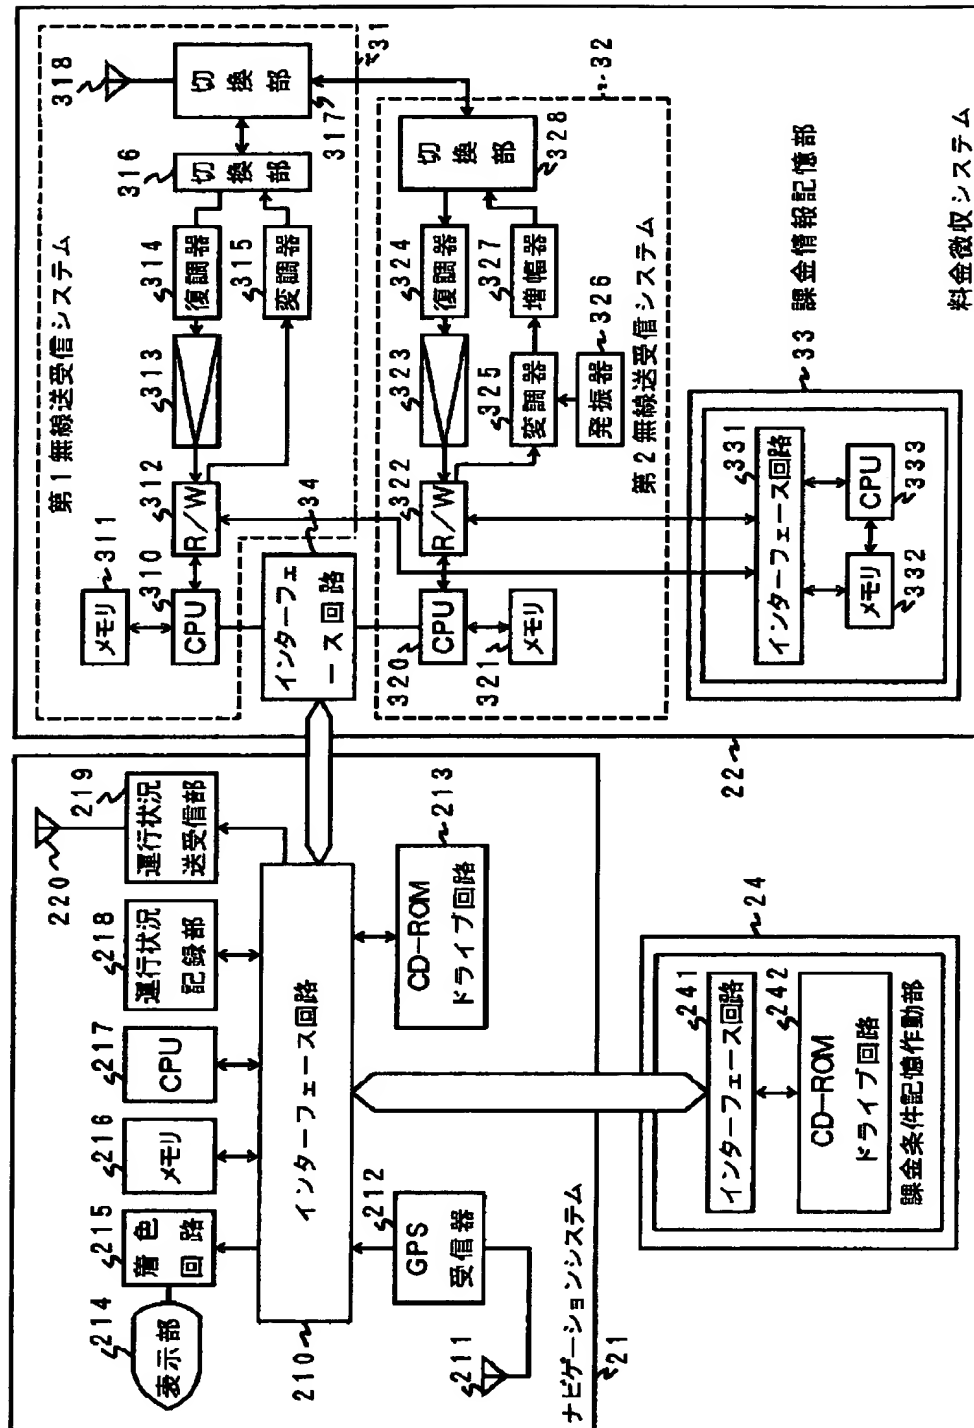 ナビゲーションシステム
21
表示部
214
着色
回路
215
メモリ
216
CPU
217
運行状況
記録部
218
運行状況
送受信部
219
220
インターフェース回路
210
GPS
受信器
212
211
CD-ROM
ドライブ回路
213
24
インターフェース回路
241
CD-ROM
ドライブ回路
242
課金条件記憶作動部
22
料金徴収システム
第1無線送受信システム
31
メモリ
311
CPU
310
R/W
312
313
復調器
314
変調器
315
切換部
316
切換部
317
318
インターフェ
ース回路
34
第2無線送受信システム
32
CPU
320
メモリ
321
R/W
322
323
復調器
324
変調器
325
発振器
326
増幅器
327
切換部
328
33 課金情報記憶部
インターフェース回路
331
メモリ
332
CPU
333